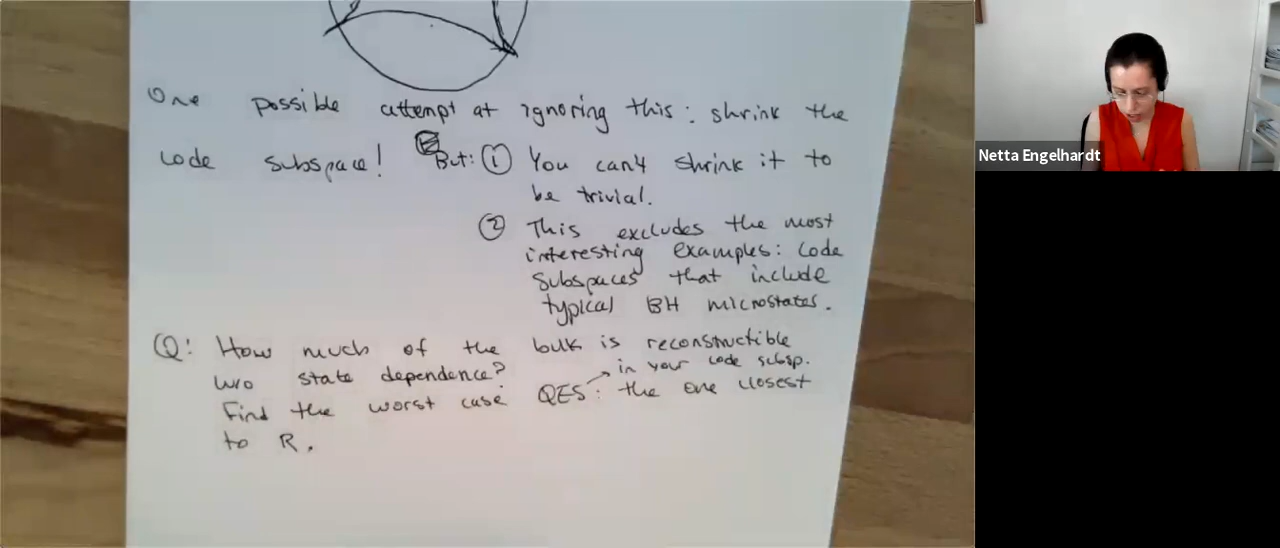 One possible attempt at ignoring this: shrink the
code subspace! But: ① You can't shrink it to
be trivial.
② This excludes the most
interesting examples: code
subspaces that include
typical BH microstates.
Q: How much of the bulk is reconstructible
w/o state dependence?
in your code subsp.
Find the worst case QES: the one closest
to R.
Netta Engelhardt